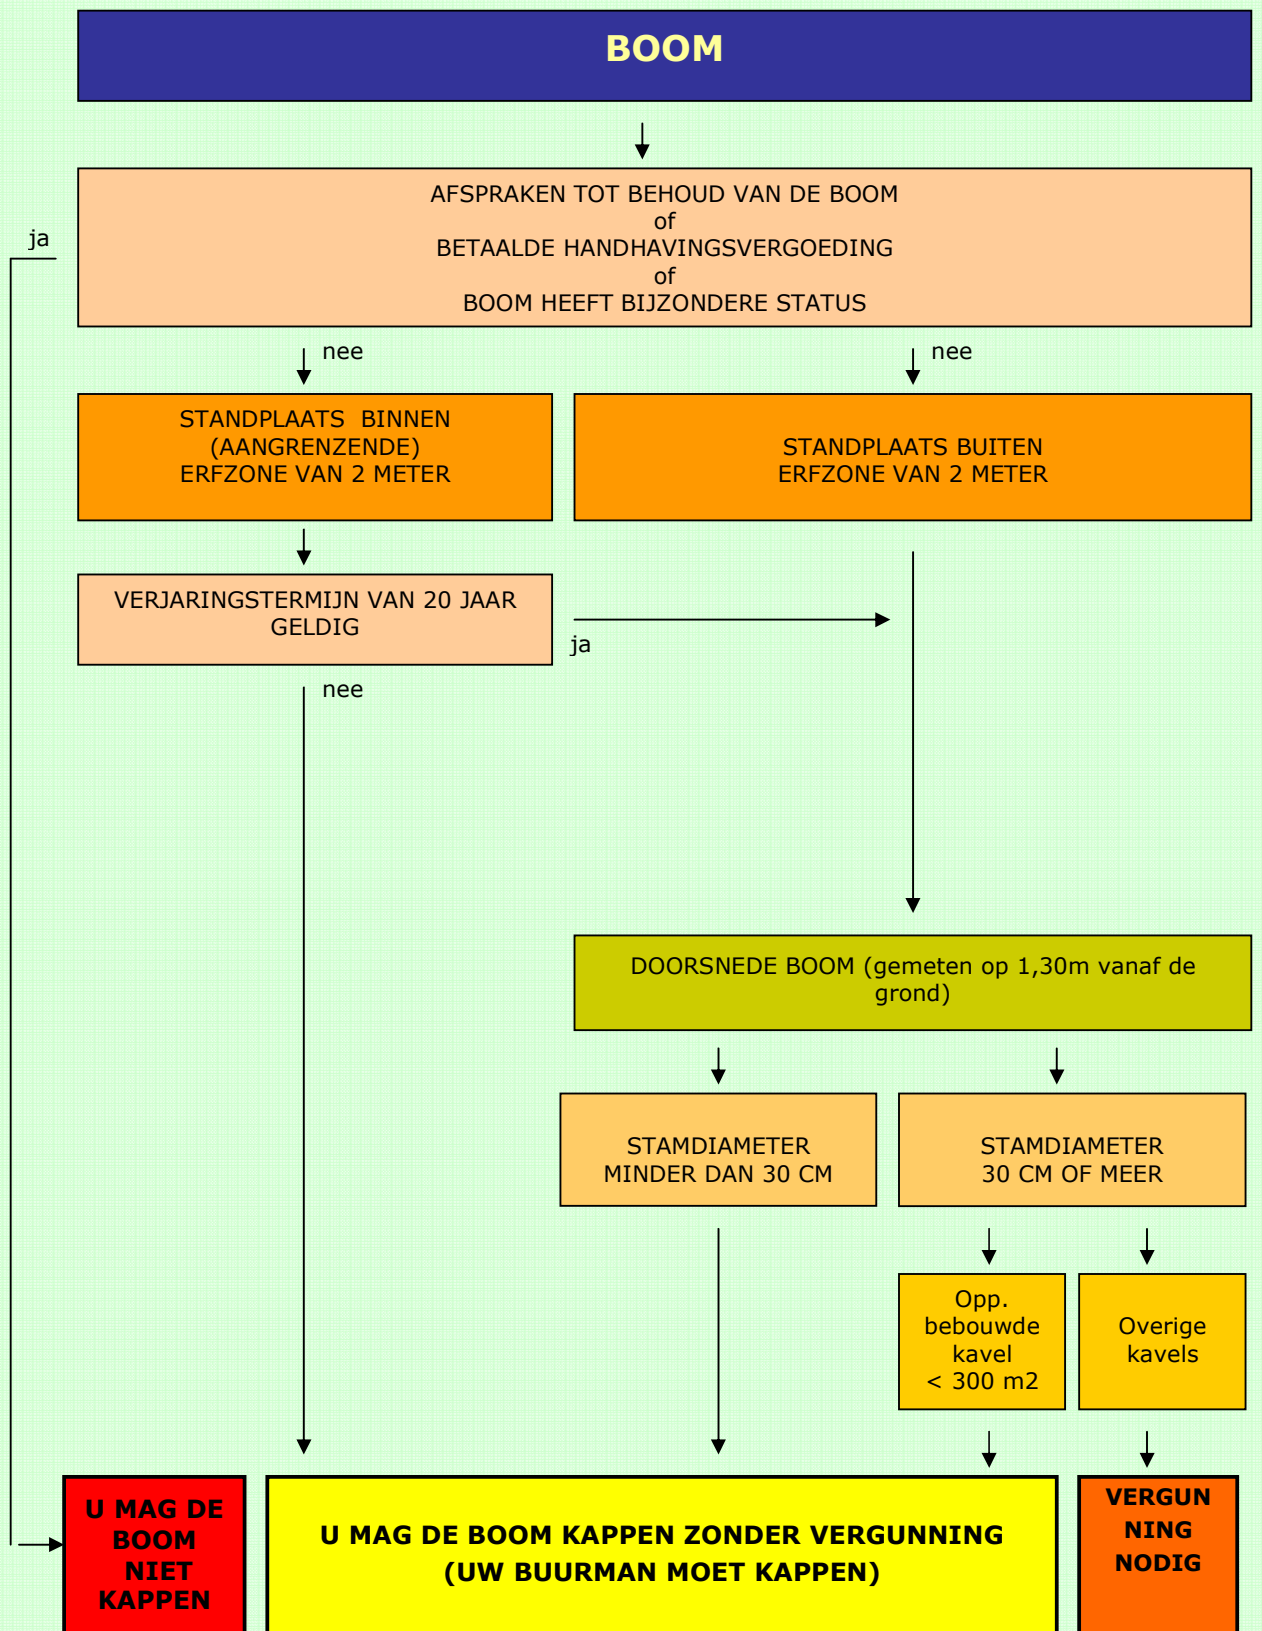 BOOM
AFSPRAKEN TOT BEHOUD VAN DE BOOM
of
BETAALDE HANDHAVINGSVERGOEDING
of
BOOM HEEFT BIJZONDERE STATUS
ja
nee
nee
STANDPLAATS BINNEN
(AANGRENZENDE)
ERFZONE VAN 2 METER
STANDPLAATS BUITEN
ERFZONE VAN 2 METER
VERJARINGSTERMIJN VAN 20 JAAR
GELDIG
ja
nee
DOORSNEDE BOOM (gemeten op 1,30m vanaf de
grond)
STAMDIAMETER
MINDER DAN 30 CM
STAMDIAMETER
30 CM OF MEER
Opp.
bebouwde
kavel
< 300 m2
Overige
kavels
U MAG DE
BOOM
NIET
KAPPEN
U MAG DE BOOM KAPPEN ZONDER VERGUNNING
(UW BUURMAN MOET KAPPEN)
VERGUN
NING
NODIG